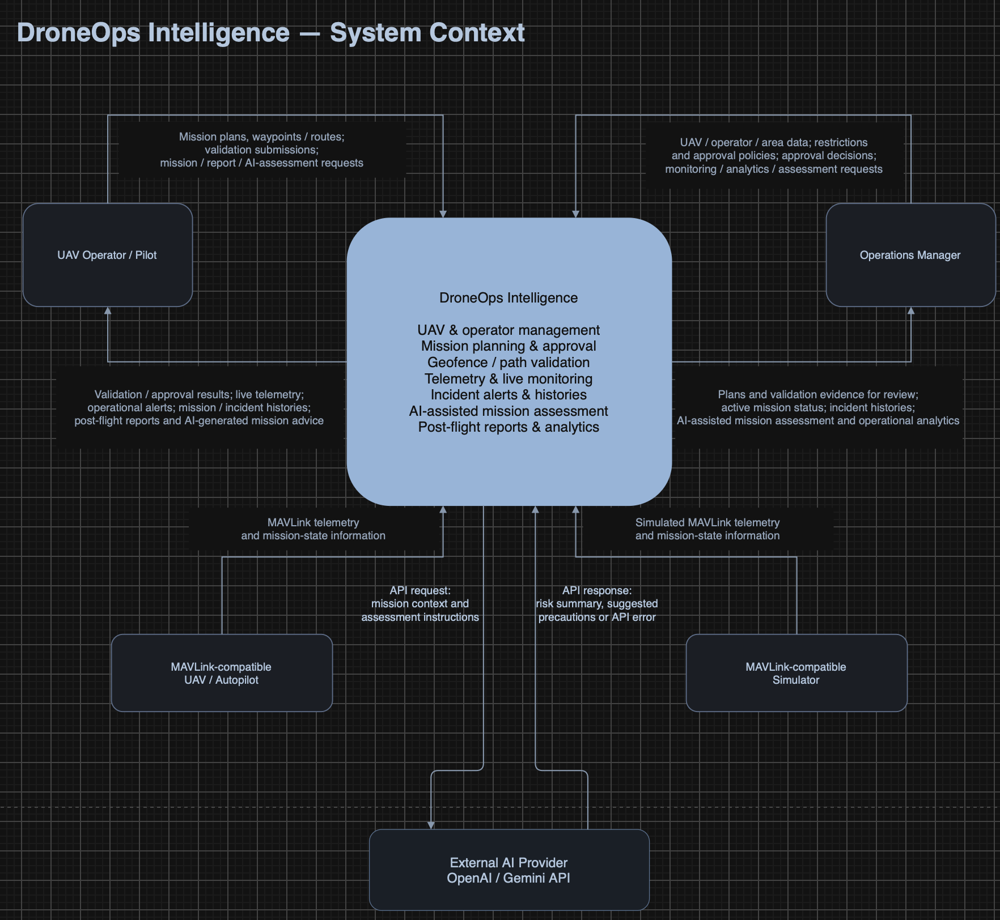 DroneOps Intelligence — System Context
Mission plans, waypoints / routes;
validation submissions;
mission / report / AI-assessment requests
UAV / operator / area data; restrictions
and approval policies; approval decisions;
monitoring / analytics / assessment requests
UAV Operator / Pilot
Operations Manager
DroneOps Intelligence
UAV & operator management
Mission planning & approval
Geofence / path validation
Telemetry & live monitoring
Incident alerts & histories
AI-assisted mission assessment
Post-flight reports & analytics
Validation / approval results; live telemetry;
operational alerts; mission / incident histories;
post-flight reports and AI-generated mission advice
Plans and validation evidence for review;
active mission status; incident histories;
AI-assisted mission assessment and operational analytics
MAVLink telemetry
and mission-state information
Simulated MAVLink telemetry
and mission-state information
API request:
mission context and
assessment instructions
API response:
risk summary, suggested
precautions or API error
MAVLink-compatible
UAV / Autopilot
MAVLink-compatible
Simulator
External AI Provider
OpenAI / Gemini API